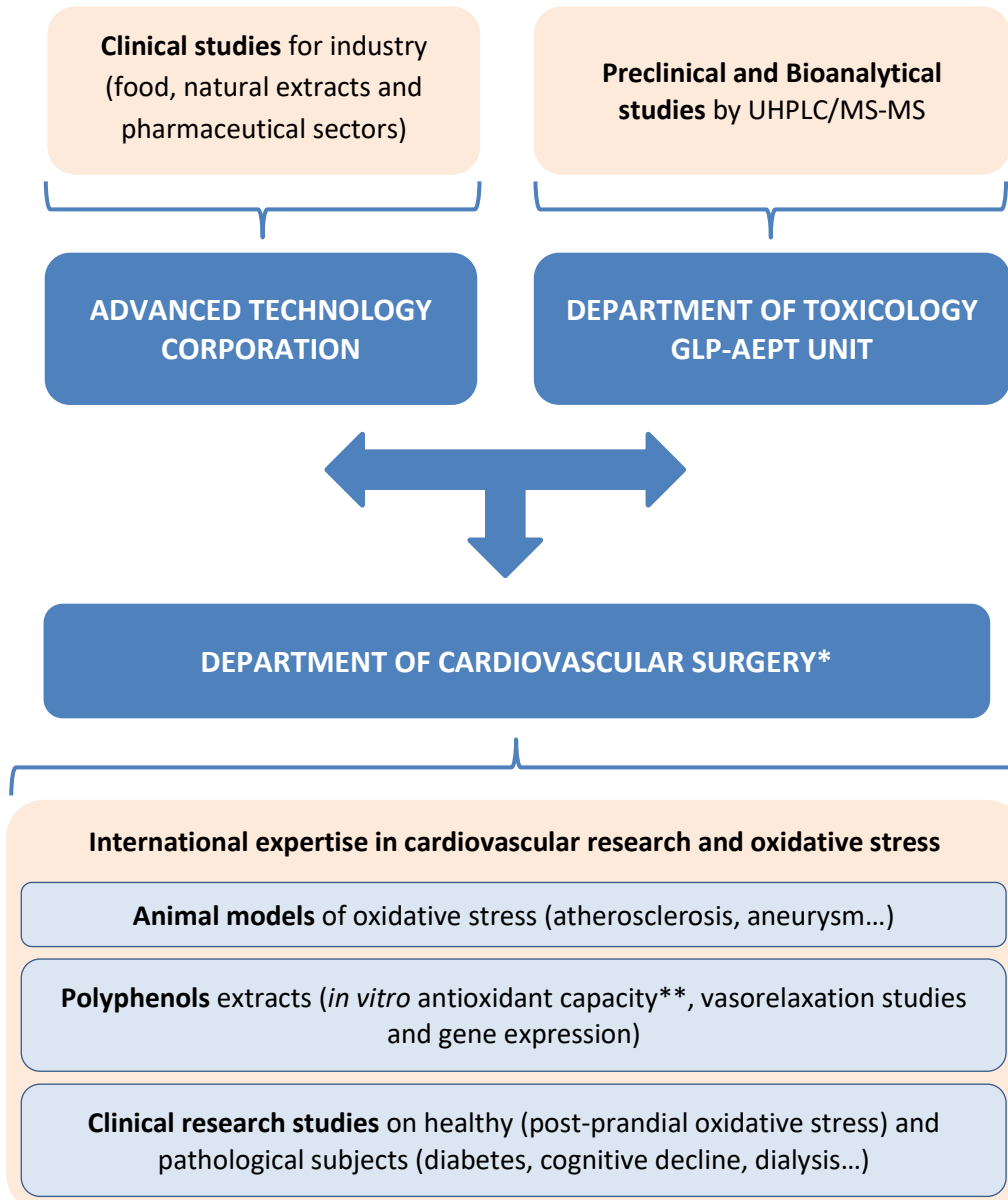 Clinical studies for industry
(food, natural extracts and
pharmaceutical sectors)
Preclinical and Bioanalytical
studies by UHPLC/MS-MS
ADVANCED TECHNOLOGY
CORPORATION
DEPARTMENT OF TOXICOLOGY
GLP-AEPT UNIT
DEPARTMENT OF CARDIOVASCULAR SURGERY*
International expertise in cardiovascular research and oxidative stress
Animal models of oxidative stress (atherosclerosis, aneurysm…)
Polyphenols extracts (in vitro antioxidant capacity**, vasorelaxation studies
and gene expression)
Clinical research studies on healthy (post-prandial oxidative stress) and
pathological subjects (diabetes, cognitive decline, dialysis…)